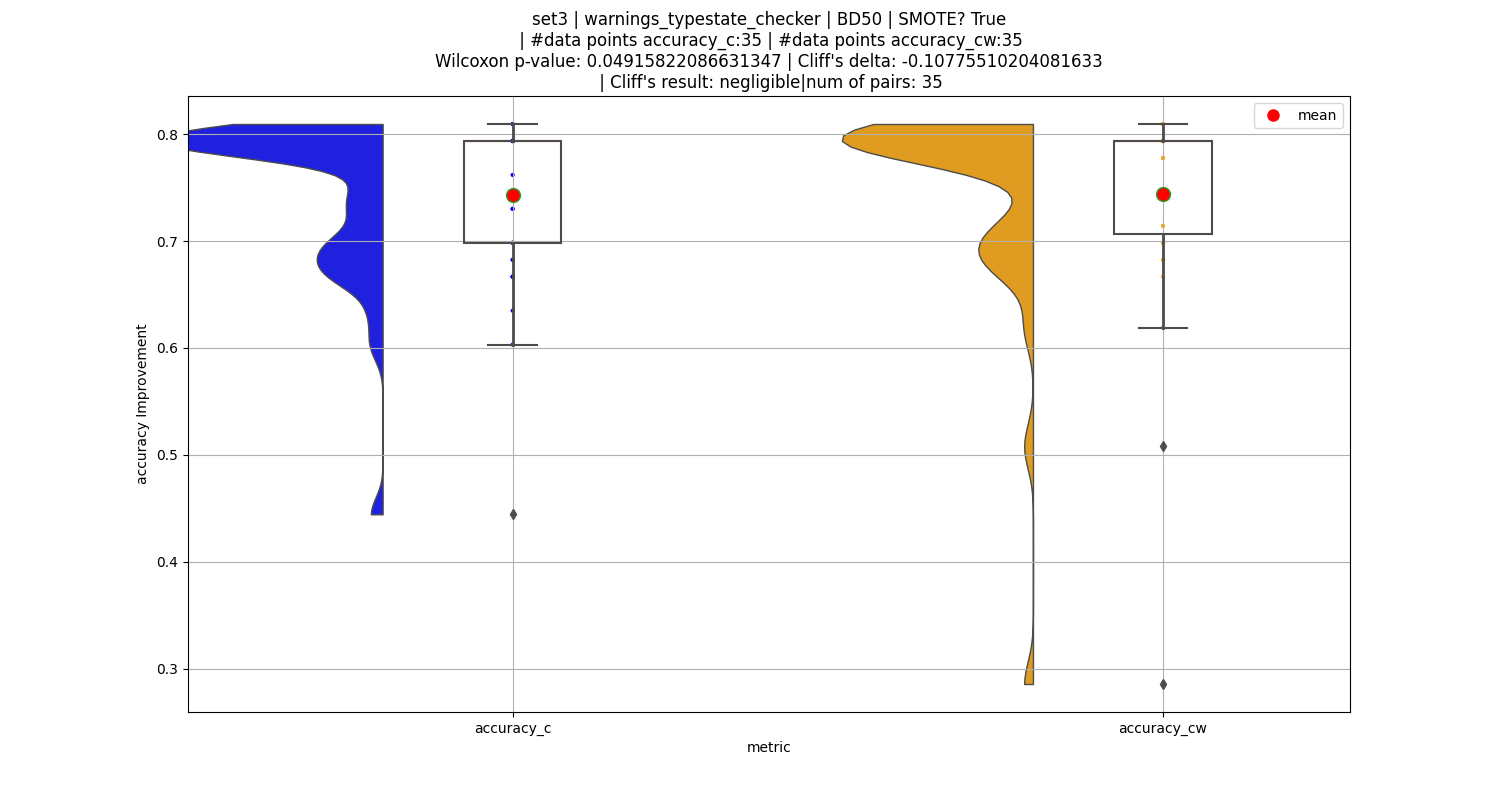 set3 | warnings_typestate_checker | BD50 | SMOTE? True
| #data points accuracy_c:35 | #data points accuracy_cw:35
Wilcoxon p-value: 0.04915822086631347 | Cliff's delta: -0.10775510204081633
| Cliff's result: negligible|num of pairs: 35
mean
0.8
0.7
0.6
0.5
0.4
0.3
accuracy Improvement
accuracy_c
accuracy_cw
metric